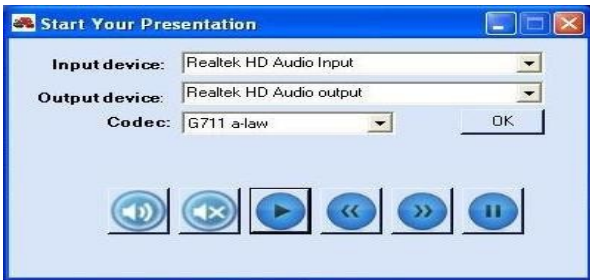 Start Your Presentation
Input device: Realtek HD Audio Input
Output device: Realtek HD Audio output
Codec: G711 a-law OK